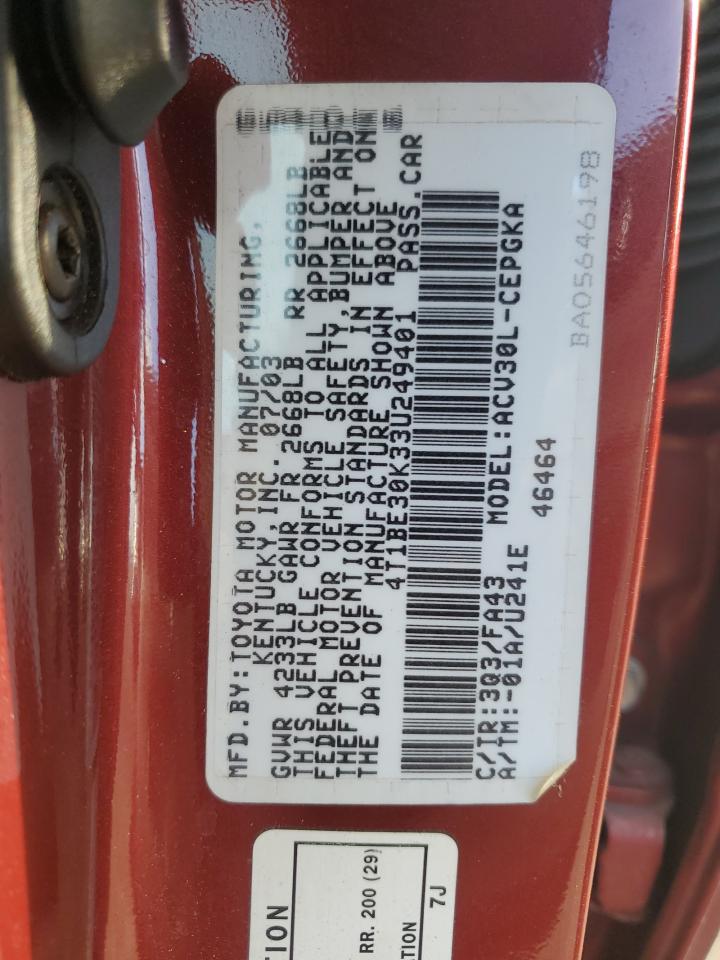 MFD.BY:TOYOTA MOTOR MANUFACTURING,
KENTUCKY,INC. 07/03
GVWR 4233LB GAWR FR 2668LB RR 2668LB
THIS VEHICLE CONFORMS TO ALL APPLICABLE
FEDERAL MOTOR VEHICLE SAFETY,BUMPER AND
THEFT PREVENTION STANDARDS IN EFFECT ON
THE DATE OF MANUFACTURE SHOWN ABOVE
4T1BE30K33U249401 PASS.CAR
C/TR:3Q3/FA43 MODEL:ACV30L-CEPGKA
A/TM:-01A/U241E 46464
BA05646198
TION
RR. 200 (29)
TION
7J